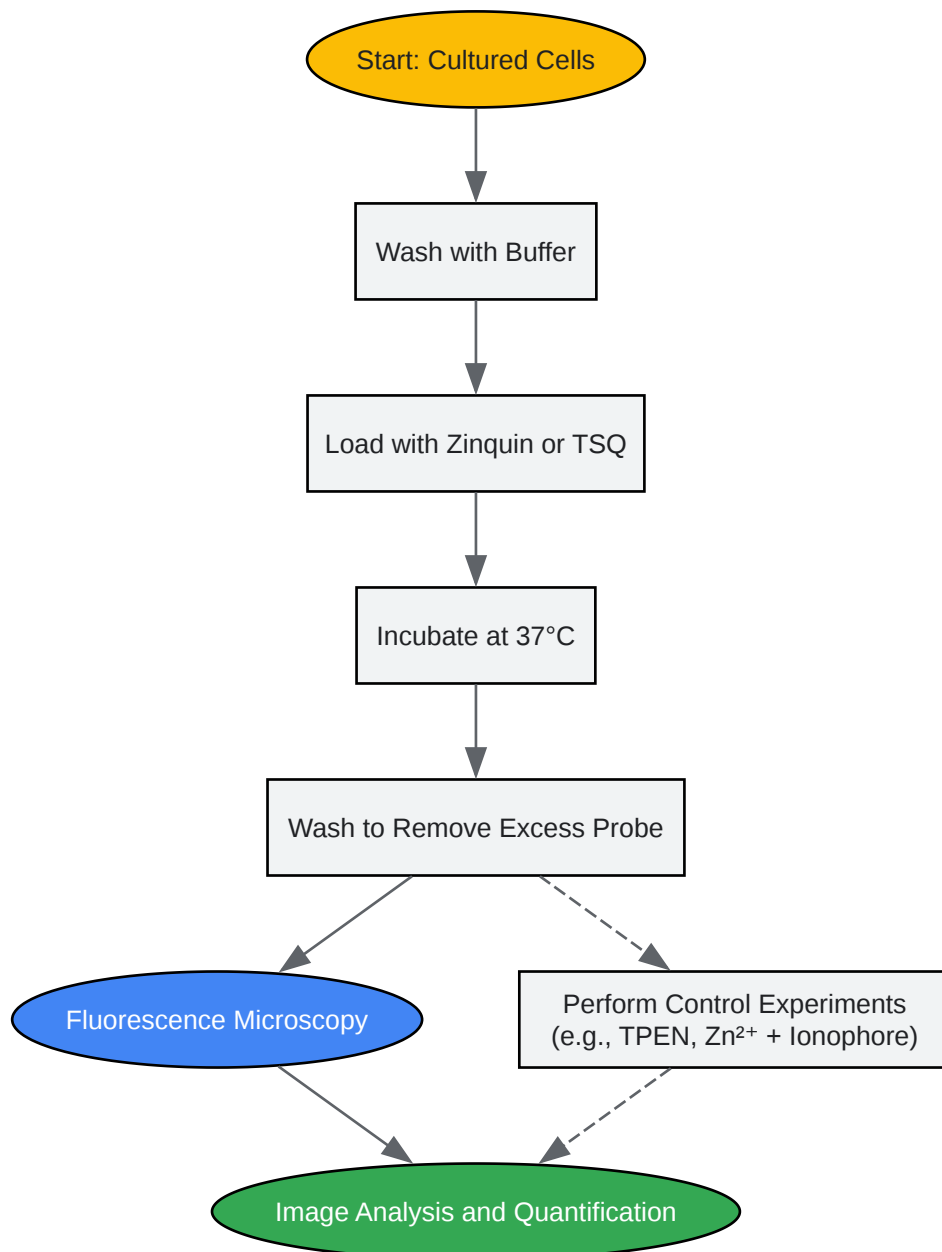 Start: Cultured Cells
Wash with Buffer
Load with Zinquin or TSQ
Incubate at 37°C
Wash to Remove Excess Probe
Fluorescence Microscopy
Perform Control Experiments
(e.g., TPEN, Zn²⁺ + Ionophore)
Image Analysis and Quantification